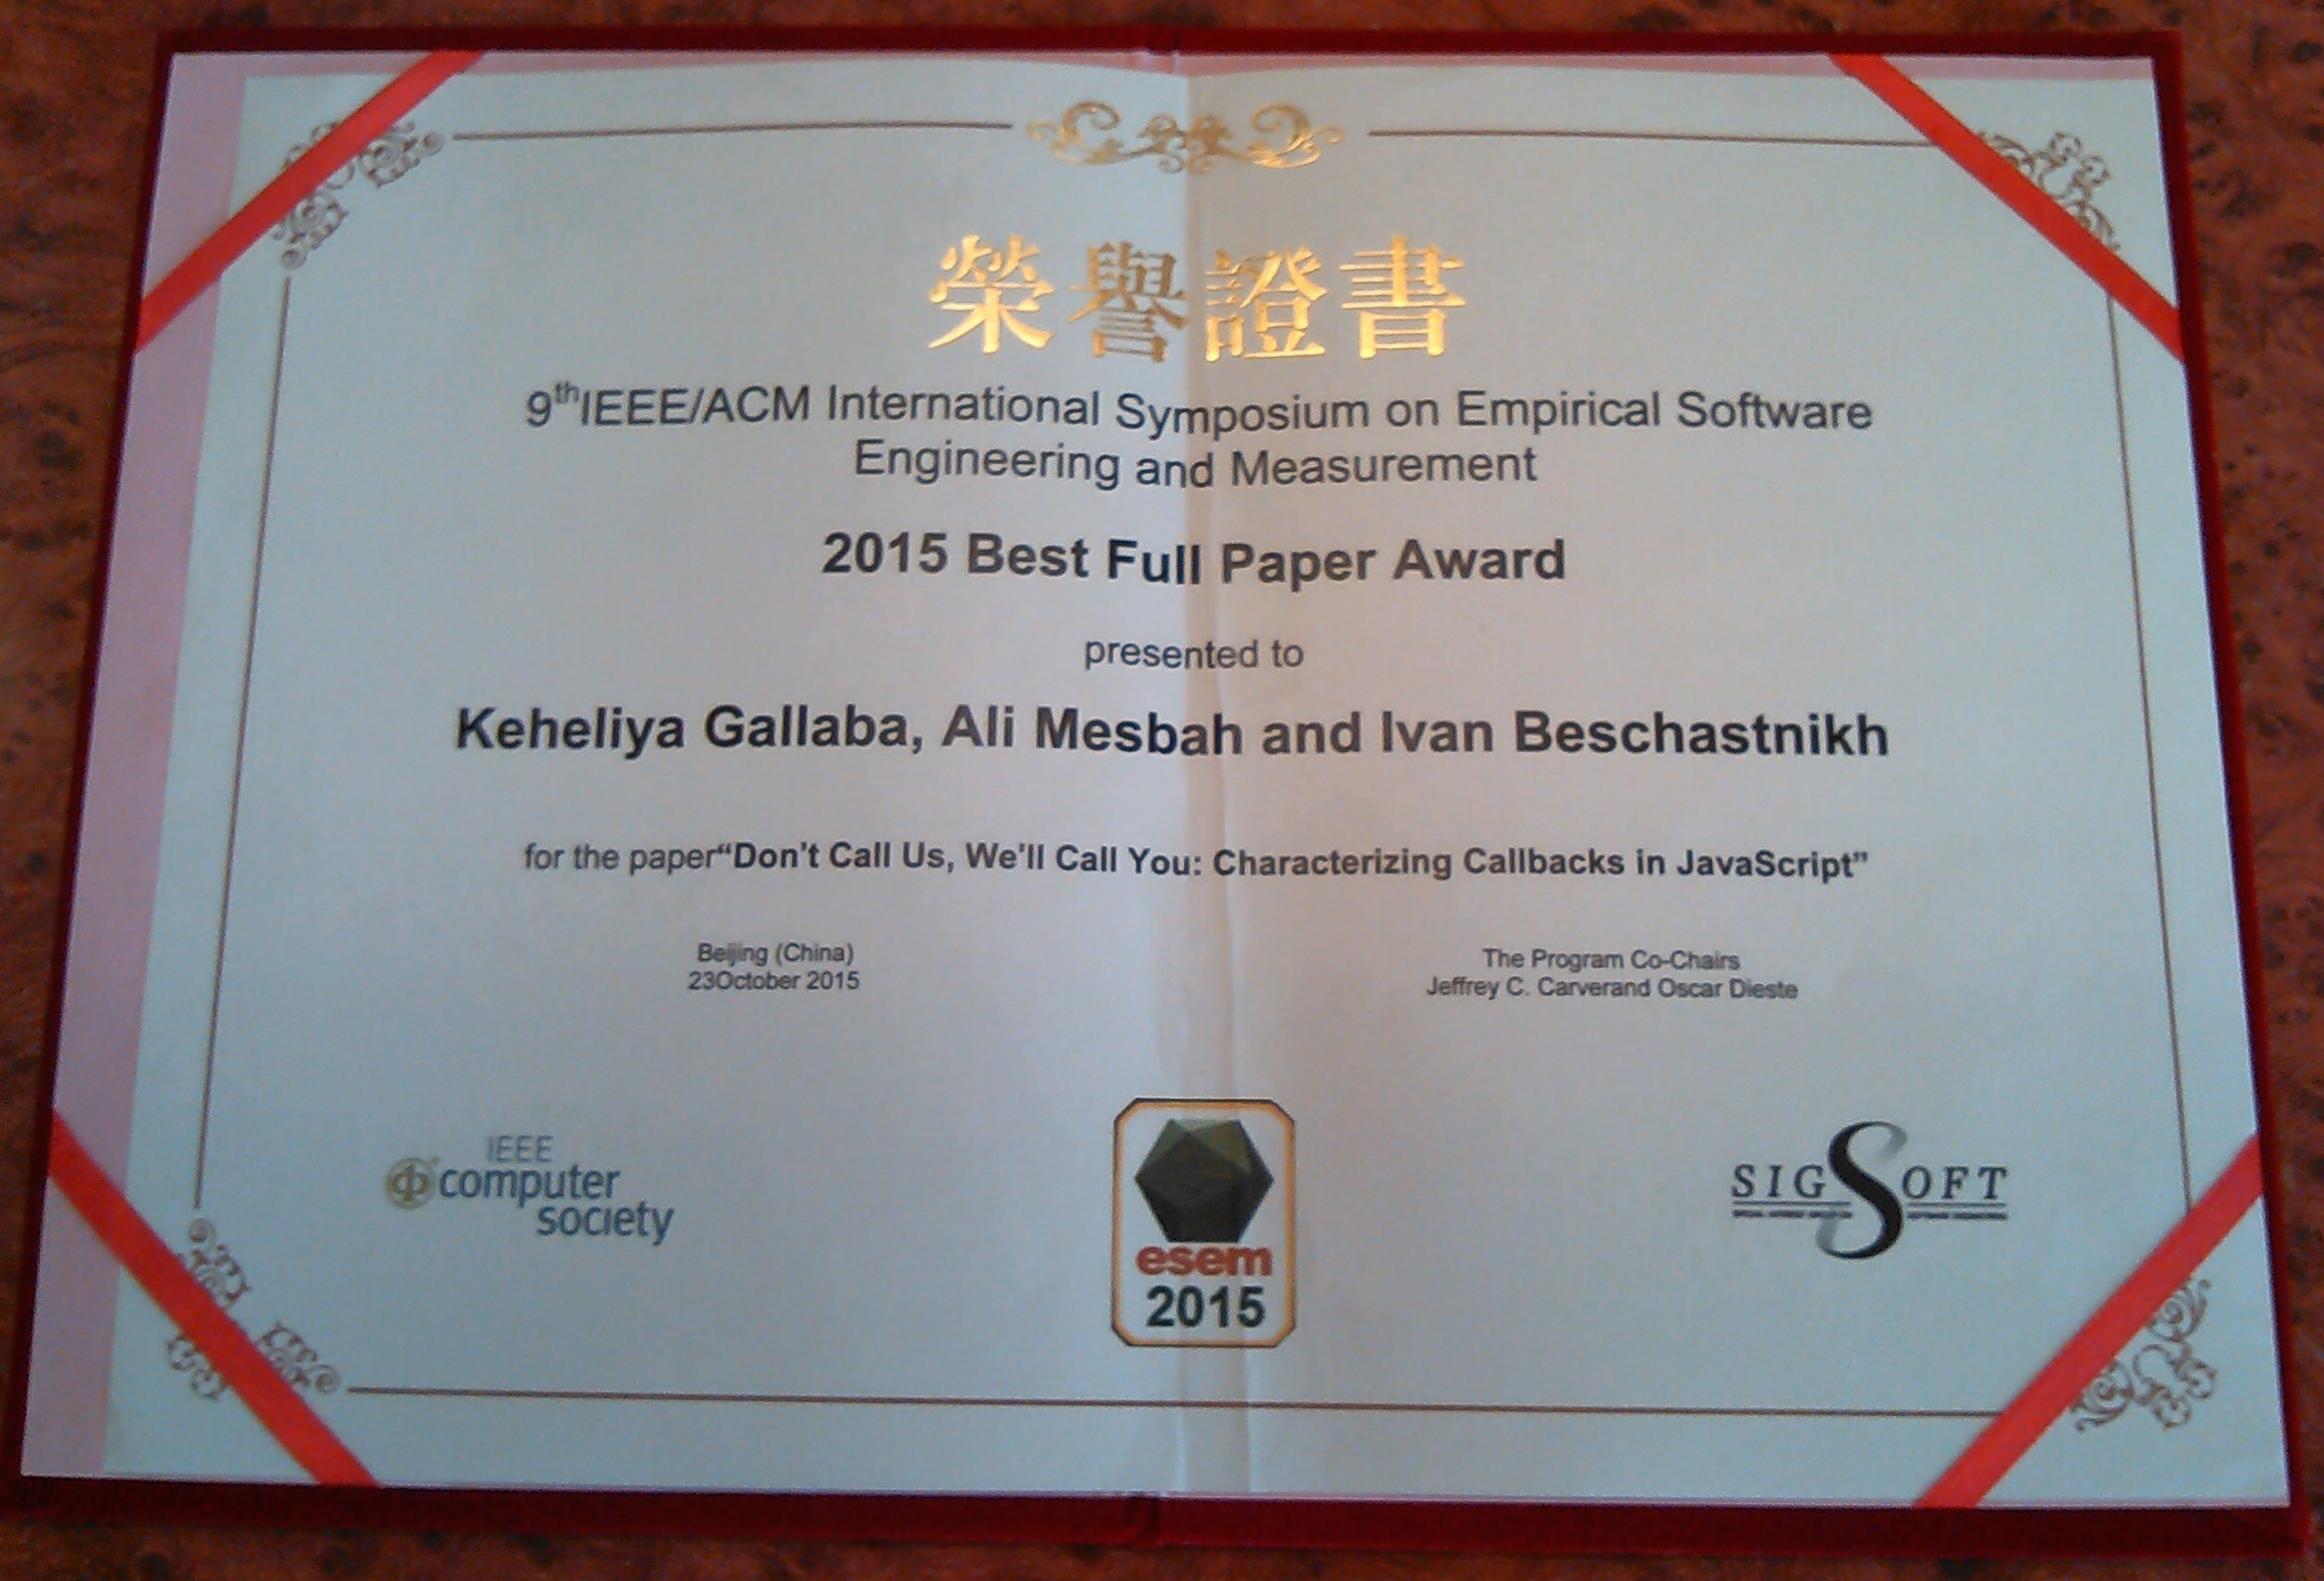 榮譽證書
9thIEEE/ACM International Symposium on Empirical Software
Engineering and Measurement
2015 Best Full Paper Award
presented to
Keheliya Gallaba, Ali Mesbah and Ivan Beschastnikh
for the paper“Don't Call Us, We'll Call You: Characterizing Callbacks in JavaScript”
Beijing (China)
23October 2015
The Program Co-Chairs
Jeffrey C. Carverand Oscar Dieste
IEEE
computer
society
esem
2015
SIGSOFT